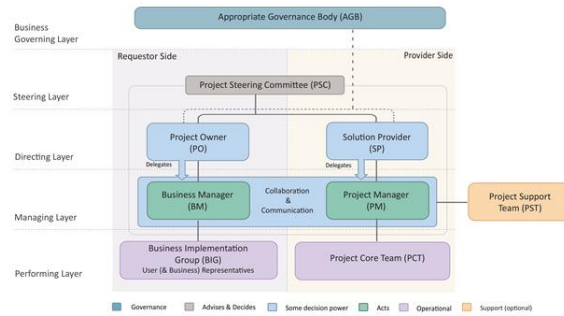 Appropriate Governance Body (AGB)
Business
Governing Layer
Requestor Side
Provider Side
Project Steering Committee (PSC)
Steering Layer
Project Owner
(PO)
Solution Provider
(SP)
Directing Layer
Delegates
Delegates
Business Manager
(BM)
Collaboration
&
Communication
Project Manager
(PM)
Project Support
Team (PST)
Managing Layer
Business Implementation
Group (BIG)
User (& Business) Representatives
Project Core Team (PCT)
Performing Layer
Governance
Advises & Decides
Some decision power
Acts
Operational
Support (optional)